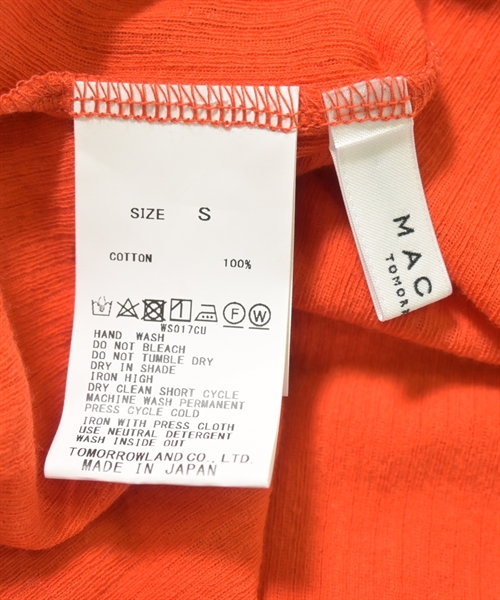 SIZE S
COTTON 100%
F W
WS017CU
HAND WASH
DO NOT BLEACH
DO NOT TUMBLE DRY
DRY IN SHADE
IRON HIGH
DRY CLEAN SHORT CYCLE
MACHINE WASH PERMANENT
PRESS CYCLE COLD
IRON WITH PRESS CLOTH
USE NEUTRAL DETERGENT
WASH INSIDE OUT
TOMORROWLAND CO., LTD.
MADE IN JAPAN
MAC
TOMORR